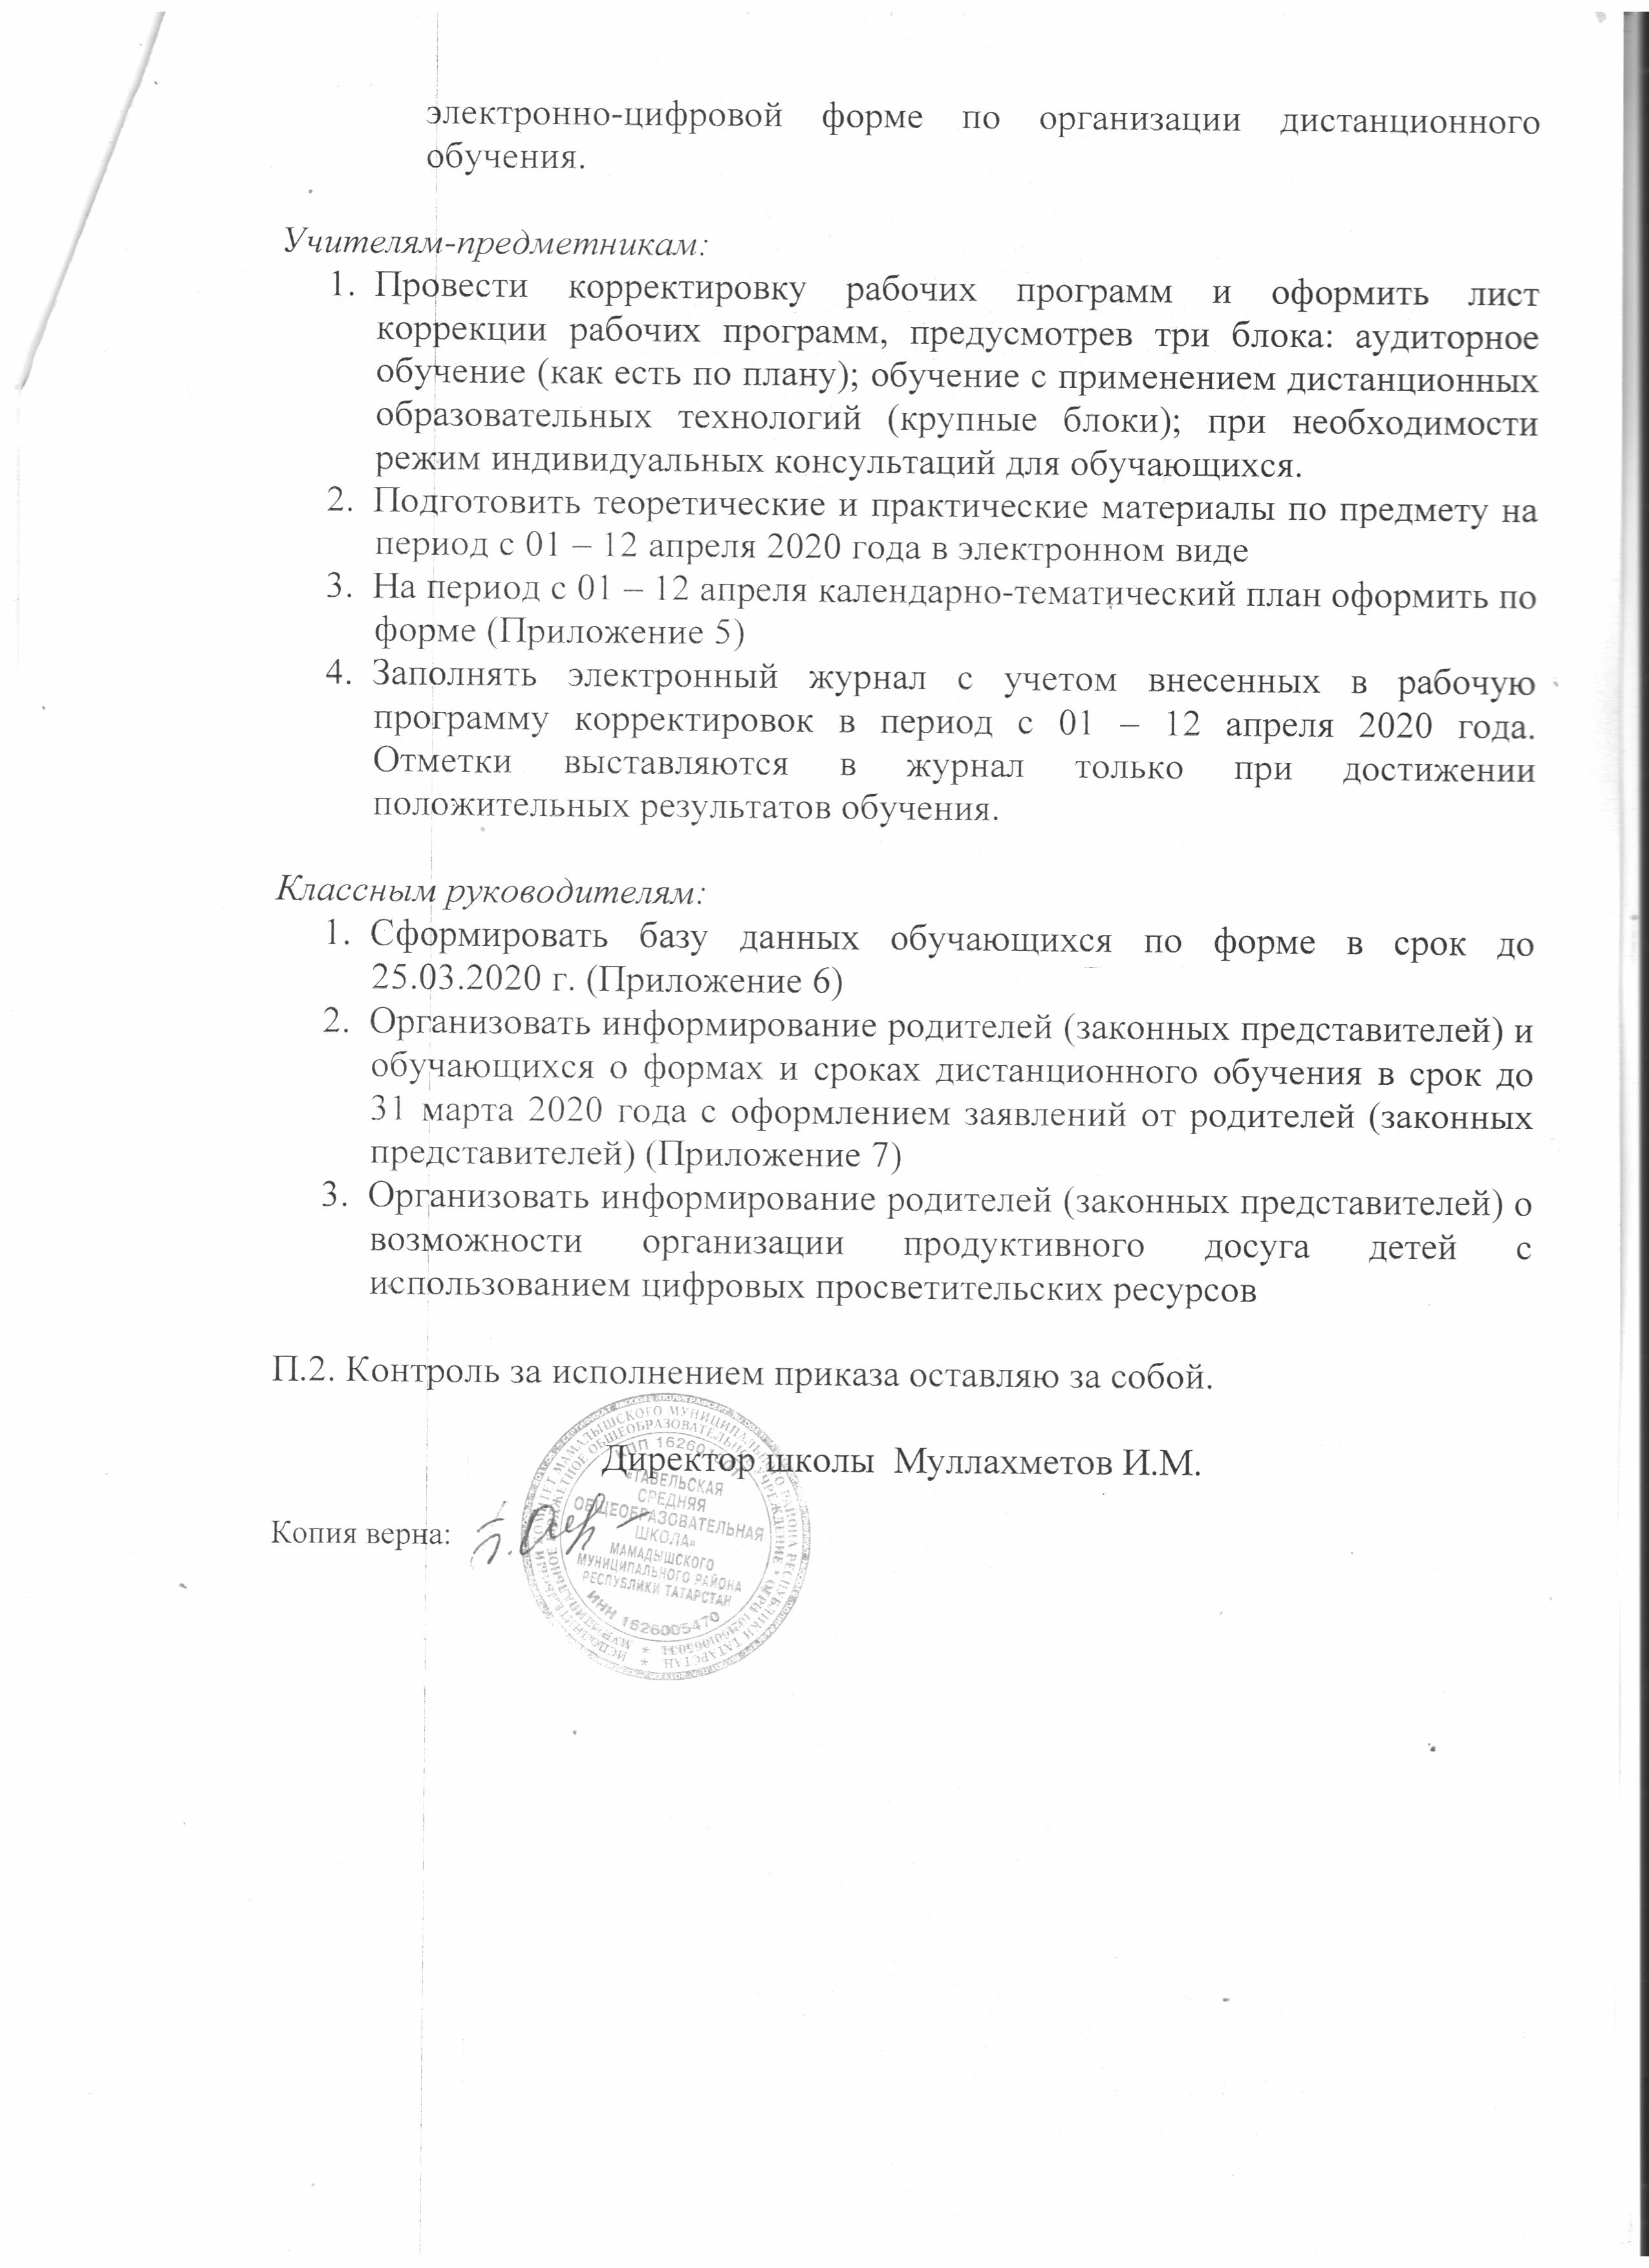 электронно-цифровой форме по организации дистанционного
обучения.
Учителям-предметникам:
1. Провести корректировку рабочих программ и оформить лист
коррекции рабочих программ, предусмотрев три блока: аудиторное
обучение (как есть по плану); обучение с применением дистанционных
образовательных технологий (крупные блоки); при необходимости
режим индивидуальных консультаций для обучающихся.
2. Подготовить теоретические и практические материалы по предмету на
период с 01 – 12 апреля 2020 года в электронном виде
3. На период с 01 – 12 апреля календарно-тематический план оформить по
форме (Приложение 5)
4. Заполнять электронный журнал с учетом внесенных в рабочую
программу корректировок в период с 01 – 12 апреля 2020 года.
Отметки выставляются в журнал только при достижении
положительных результатов обучения.
Классным руководителям:
1. Сформировать базу данных обучающихся по форме в срок до
25.03.2020 г. (Приложение 6)
2. Организовать информирование родителей (законных представителей) и
обучающихся о формах и сроках дистанционного обучения в срок до
31 марта 2020 года с оформлением заявлений от родителей (законных
представителей) (Приложение 7)
3. Организовать информирование родителей (законных представителей) о
возможности организации продуктивного досуга детей с
использованием цифровых просветительских ресурсов
П.2. Контроль за исполнением приказа оставляю за собой.
Директор школы Муллахметов И.М.
Копия верна:
«ТАВЕЛЬСКАЯ
СРЕДНЯЯ
ОБЩЕОБРАЗОВАТЕЛЬНАЯ
ШКОЛА»
МАМАДЫШСКОГО
МУНИЦИПАЛЬНОГО РАЙОНА
РЕСПУБЛИКИ ТАТАРСТАН
ИНН 1626005470